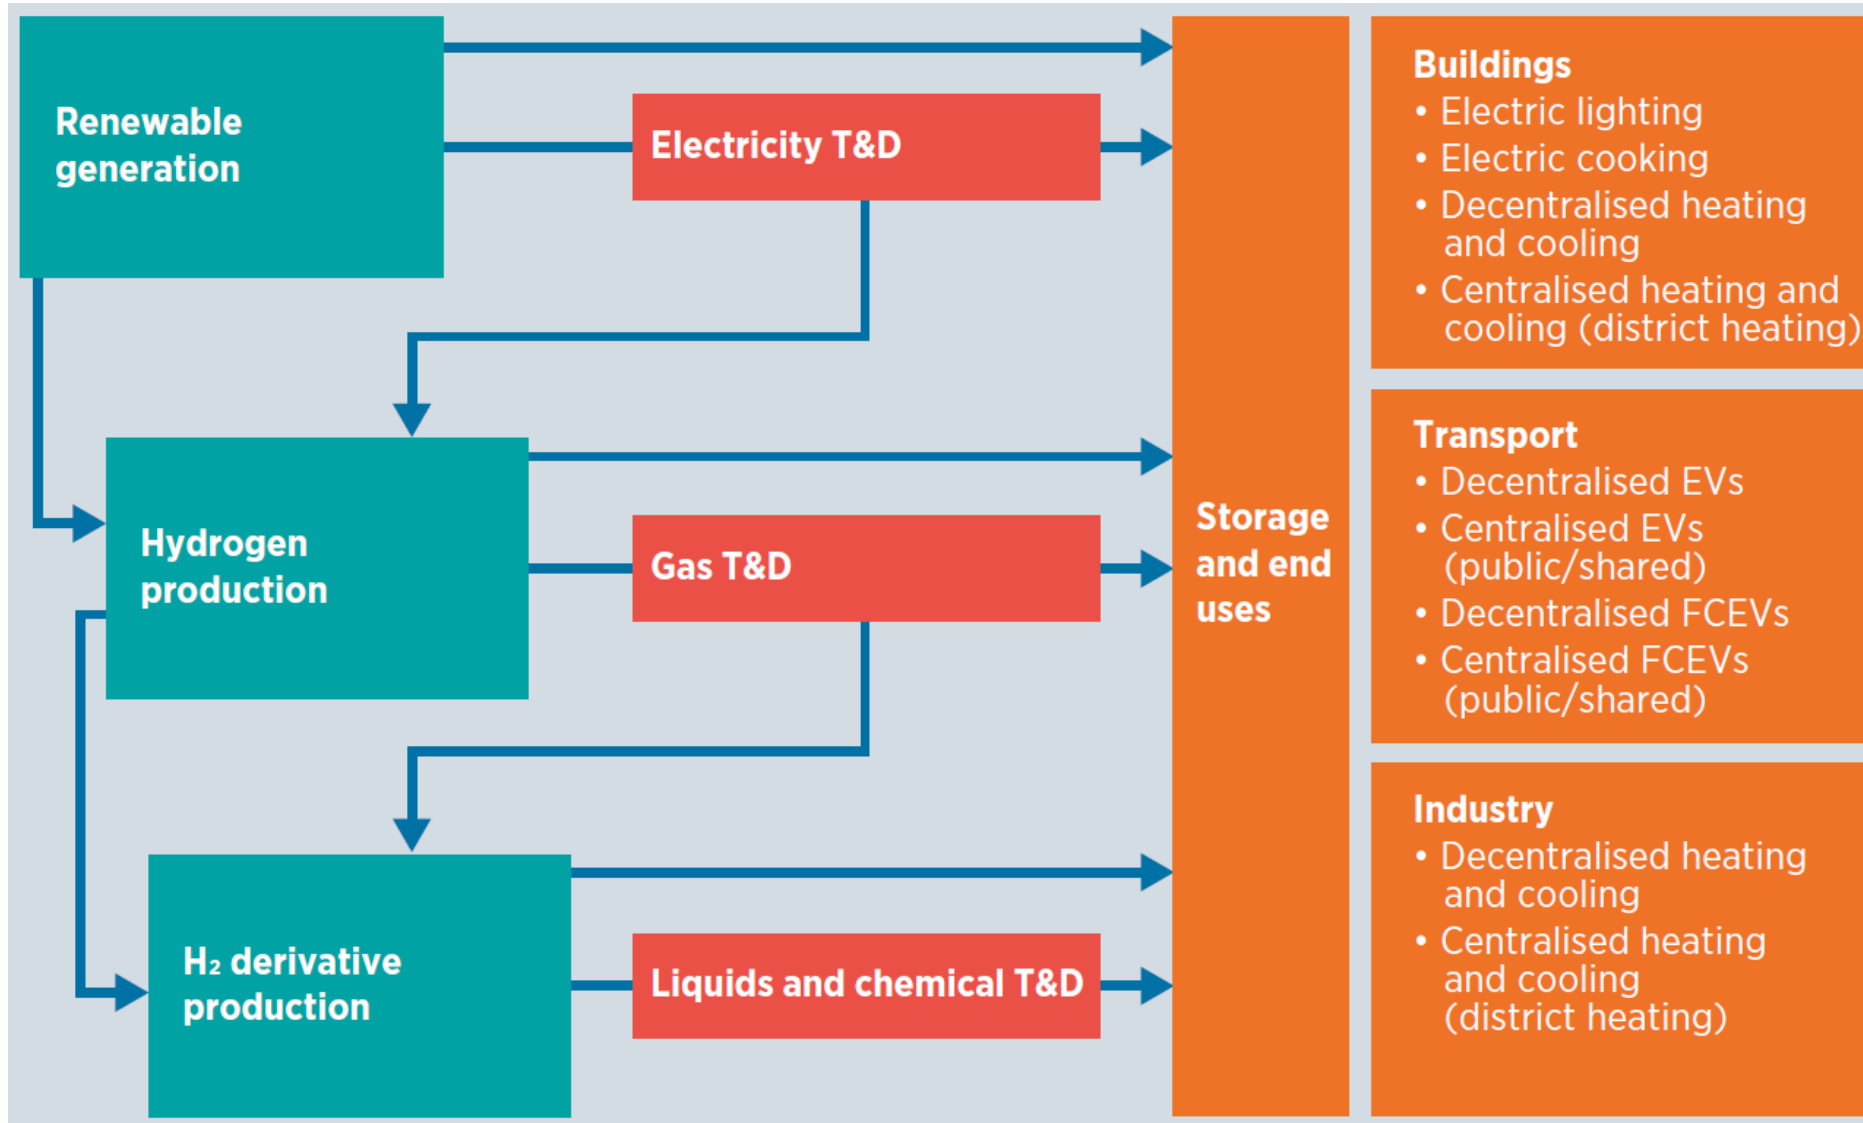 Renewable
generation
Electricity T&D
Hydrogen
production
Gas T&D
H₂ derivative
production
Liquids and chemical T&D
Storage
and end
uses
Buildings
• Electric lighting
• Electric cooking
• Decentralised heating
and cooling
• Centralised heating and
cooling (district heating)
Transport
• Decentralised EVs
• Centralised EVs
(public/shared)
• Decentralised FCEVs
• Centralised FCEVs
(public/shared)
Industry
• Decentralised heating
and cooling
• Centralised heating
and cooling
(district heating)